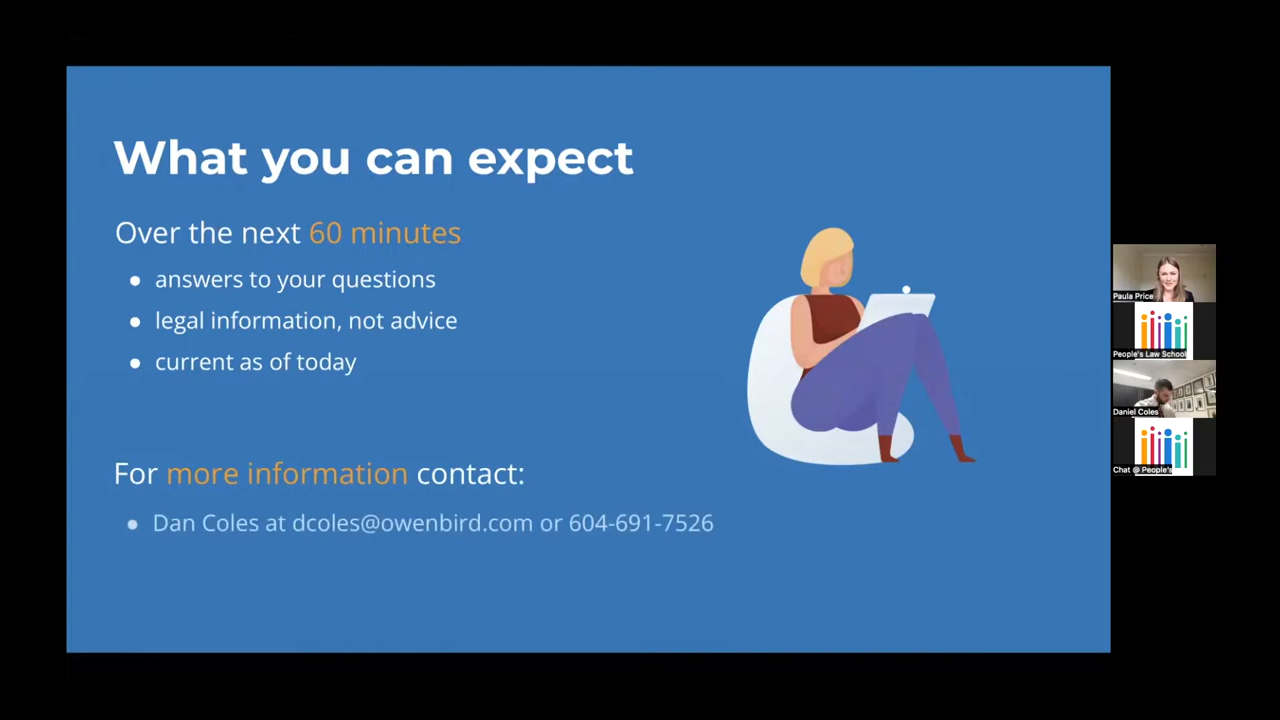 What you can expect
Over the next 60 minutes
● answers to your questions
● legal information, not advice
● current as of today
For more information contact:
● Dan Coles at dcoles@owenbird.com or 604-691-7526
Paula Price
People's Law School
Daniel Coles
Chat @ People's